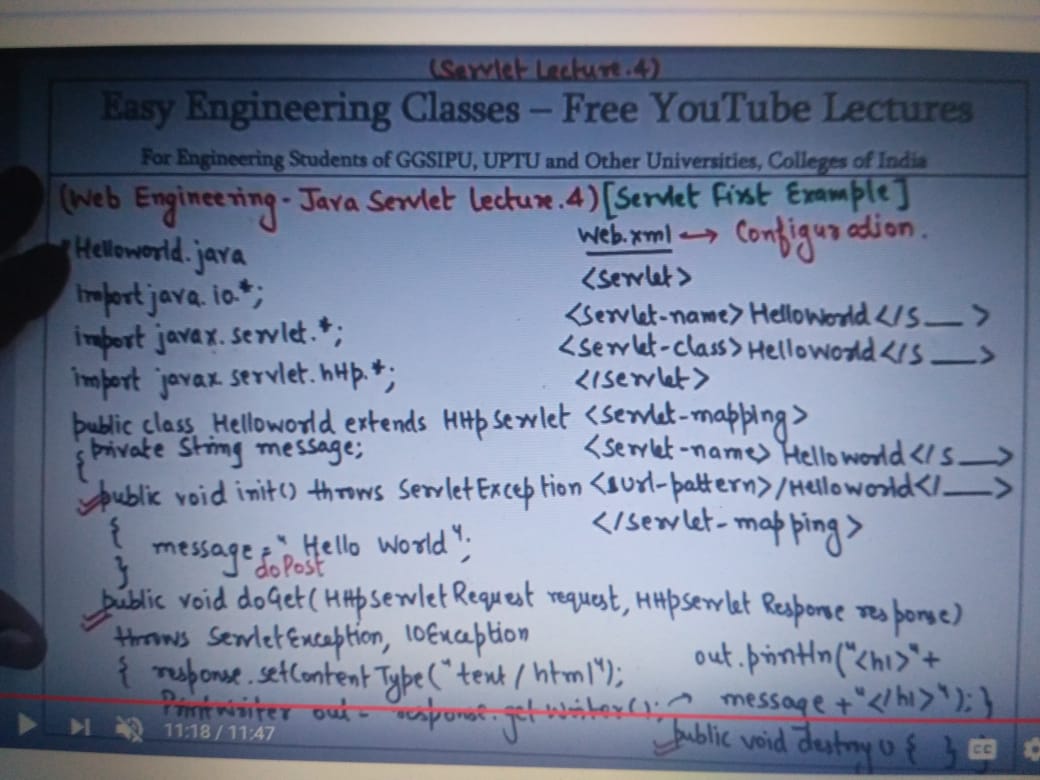 (Servlet Lecture.4)
Easy Engineering Classes – Free YouTube Lectures
For Engineering Students of GGSIPU, UPTU and Other Universities, Colleges of India
(Web Engineering - Java Servlet Lecture.4) [Servlet First Example]
Helloworld.java
import java.io.*;
import javax.servlet.*;
import javax.servlet.http.*;
public class Helloworld extends HttpServlet
{ private String message;
public void init() throws ServletException
{
message = "Hello World";
}
doPost
public void doGet(HttpServletRequest request, HttpServletResponse response)
throws ServletException, IOException
{ response.setContentType("text/html");
PrintWriter out = response.getWriter(); →
out.println("<h1>"+
message + "</h1>"); }
public void destroy() { } }
Web.xml → Configuration.
<servlet>
<servlet-name> HelloWorld </s__>
<servlet-class> HelloWorld </s__>
</servlet>
<servlet-mapping>
<servlet-name> Helloworld </s__>
<url-pattern>/Helloworld</__>
</servlet-mapping>
11:18 / 11:47
CC